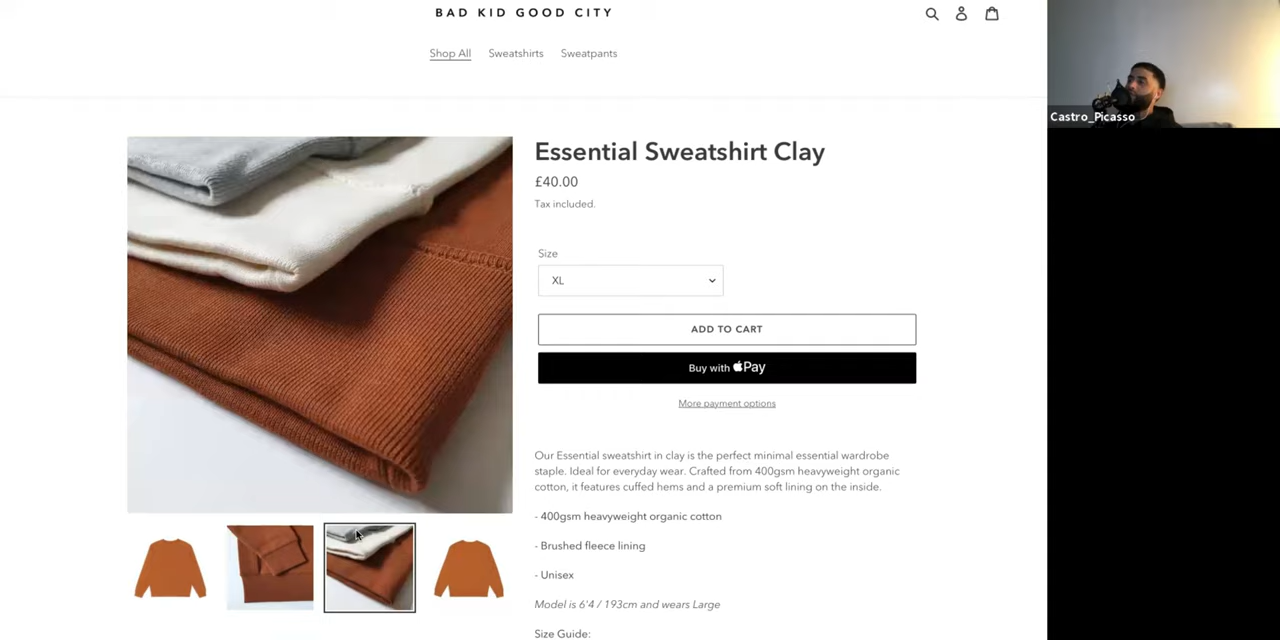 BAD KID GOOD CITY
Shop All Sweatshirts Sweatpants
Castro_Picasso
Essential Sweatshirt Clay
£40.00
Tax included.
Size
XL
ADD TO CART
Buy with Pay
More payment options
Our Essential sweatshirt in clay is the perfect minimal essential wardrobe
staple. Ideal for everyday wear. Crafted from 400gsm heavyweight organic
cotton, it features cuffed hems and a premium soft lining on the inside.
- 400gsm heavyweight organic cotton
- Brushed fleece lining
- Unisex
Model is 6'4 / 193cm and wears Large
Size Guide: